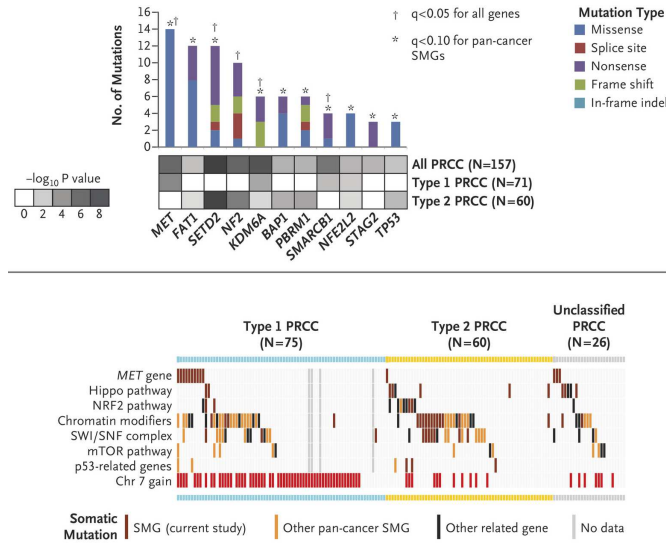 16
14
12
10
8
6
4
2
0
No. of Mutations
† q<0.05 for all genes
* q<0.10 for pan-cancer
SMGs
Mutation Type
Missense
Splice site
Nonsense
Frame shift
In-frame indel
*†
*
†
*
*
†
*
*
*
†
*
*
*
*
−log10 P value
0 2 4 6 8
All PRCC (N=157)
Type 1 PRCC (N=71)
Type 2 PRCC (N=60)
MET
FAT1
SETD2
NF2
KDM6A
BAP1
PBRM1
SMARCB1
NFE2L2
STAG2
TP53
Type 1 PRCC
(N=75)
Type 2 PRCC
(N=60)
Unclassified
PRCC
(N=26)
MET gene
Hippo pathway
NRF2 pathway
Chromatin modifiers
SWI/SNF complex
mTOR pathway
p53-related genes
Chr 7 gain
Somatic
Mutation
SMG (current study)
Other pan-cancer SMG
Other related gene
No data